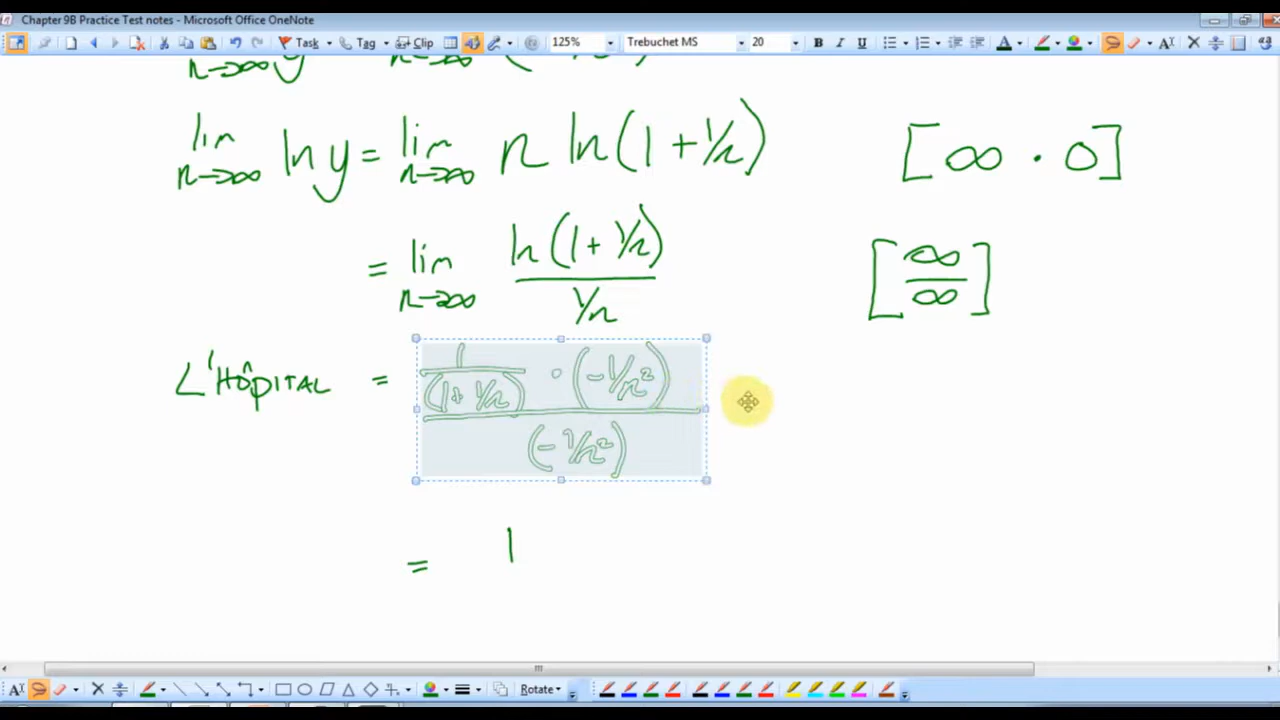 Chapter 9B Practice Test notes - Microsoft Office OneNote
Task Tag Clip 125% Trebuchet MS 20 B I U
n→∞ y n→∞
lim n→∞ ln y = lim n→∞ n ln(1 + 1/n) [∞ · 0]
= lim n→∞ ln(1 + 1/n) / 1/n [∞/∞]
L'HÔPITAL = 1/(1 + 1/n) · (-1/n²) / (-1/n²)
= 1
Rotate